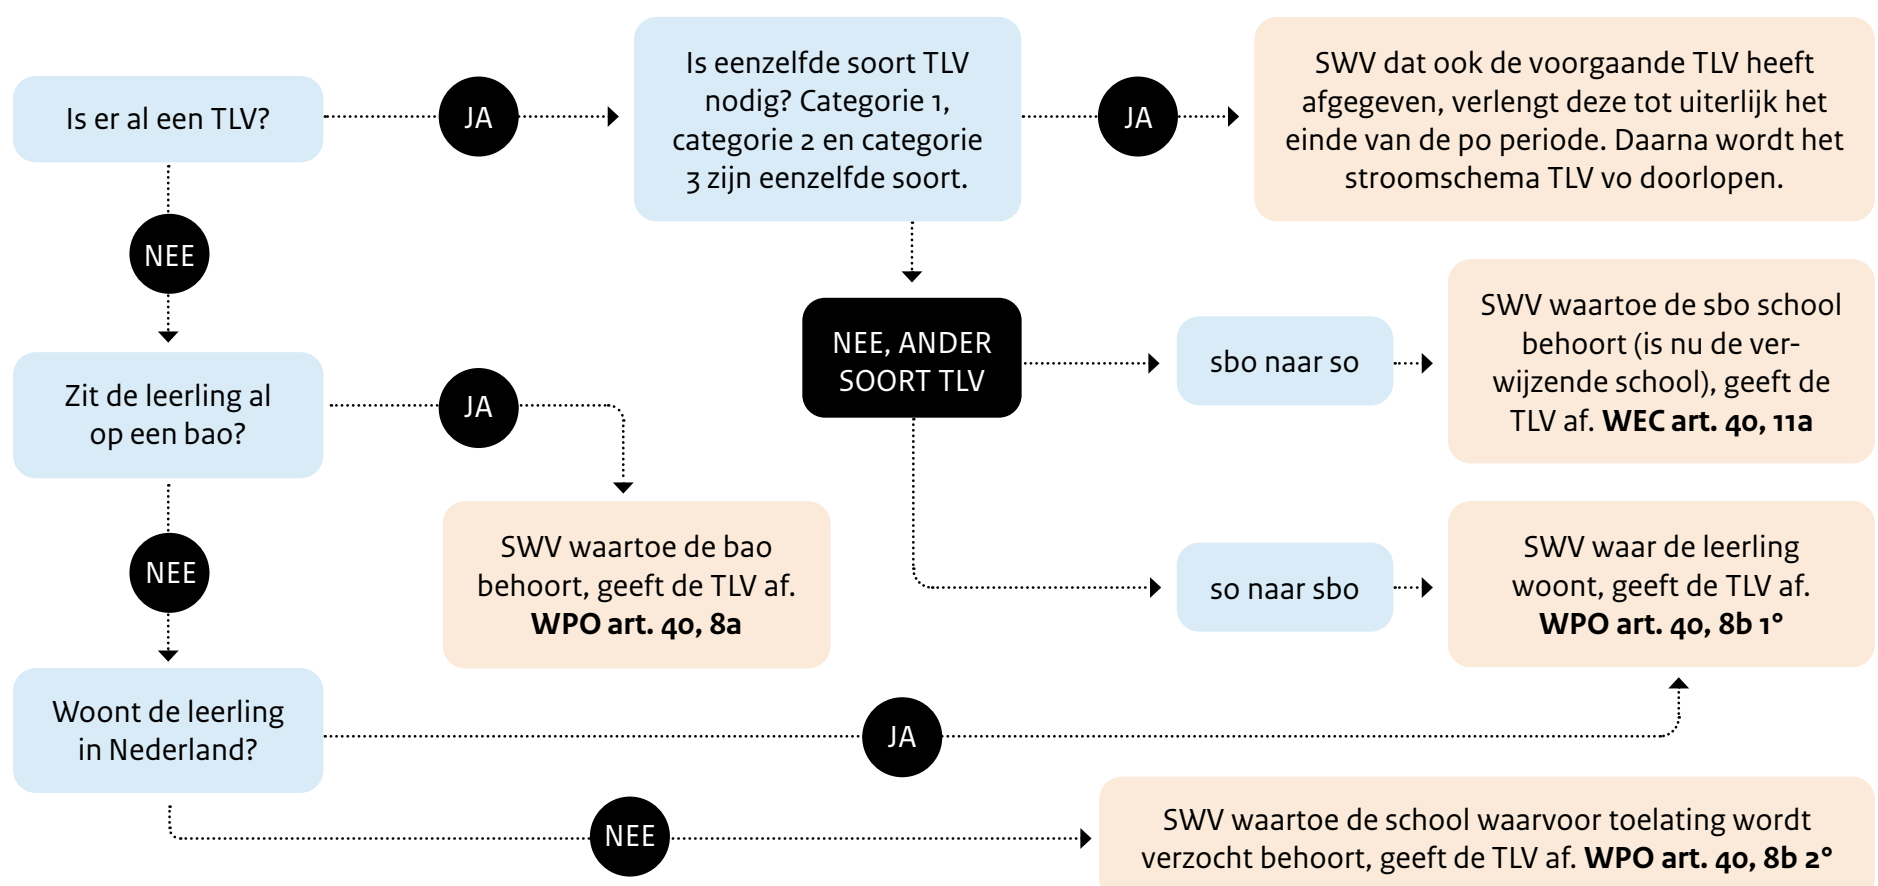 Is er al een TLV?
JA
Is eenzelfde soort TLV
nodig? Categorie 1,
categorie 2 en categorie
3 zijn eenzelfde soort.
JA
SWV dat ook de voorgaande TLV heeft
afgegeven, verlengt deze tot uiterlijk het
einde van de po periode. Daarna wordt het
stroomschema TLV vo doorlopen.
NEE
NEE, ANDER
SOORT TLV
sbo naar so
SWV waartoe de sbo school
behoort (is nu de ver-
wijzende school), geeft de
TLV af. WEC art. 40, 11a
Zit de leerling al
op een bao?
JA
SWV waartoe de bao
behoort, geeft de TLV af.
WPO art. 40, 8a
so naar sbo
SWV waar de leerling
woont, geeft de TLV af.
WPO art. 40, 8b 1°
NEE
Woont de leerling
in Nederland?
JA
NEE
SWV waartoe de school waarvoor toelating wordt
verzocht behoort, geeft de TLV af. WPO art. 40, 8b 2°